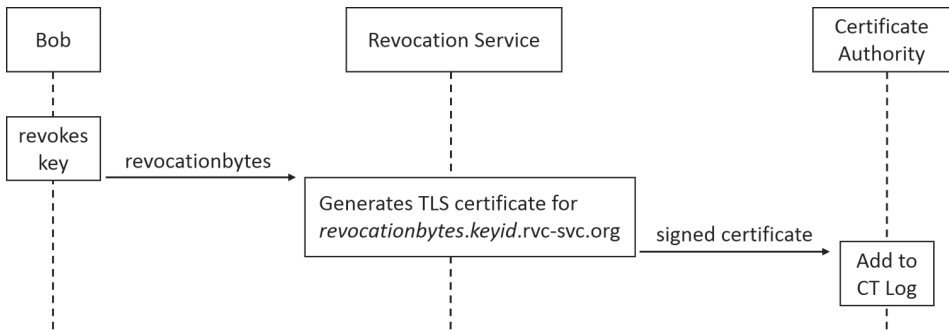 Bob
Revocation Service
Certificate
Authority
revokes
key
revocationbytes
Generates TLS certificate for
revocationbytes.keyid.rvc-svc.org
signed certificate
Add to
CT Log